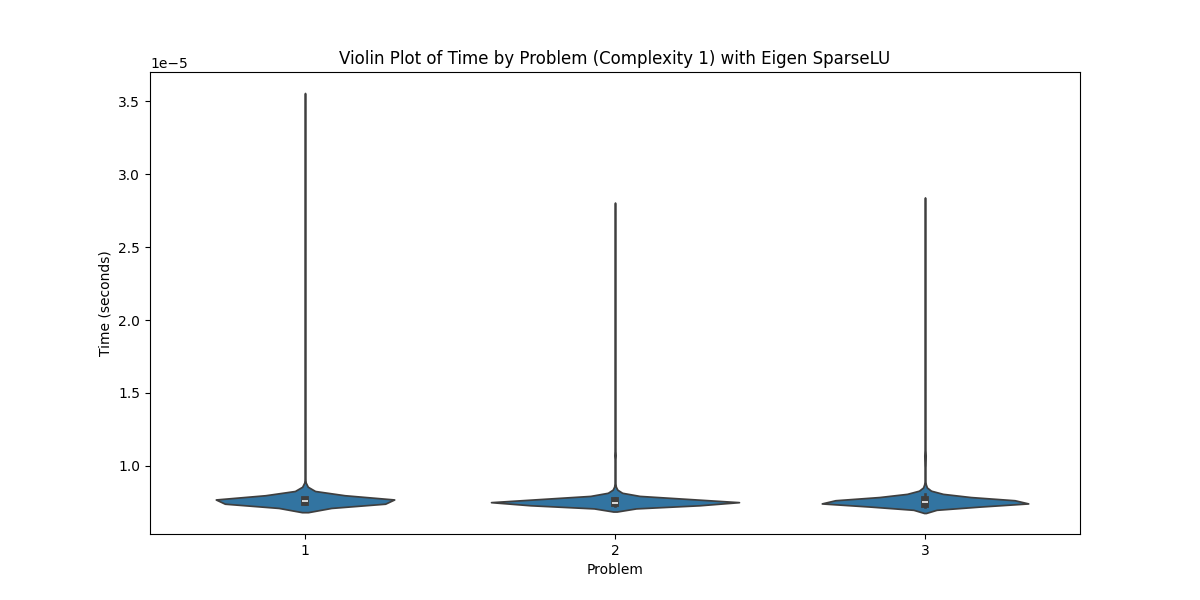 Violin Plot of Time by Problem (Complexity 1) with Eigen SparseLU
1e−5
3.5
3.0
2.5
2.0
1.5
1.0
Time (seconds)
1 2 3
Problem